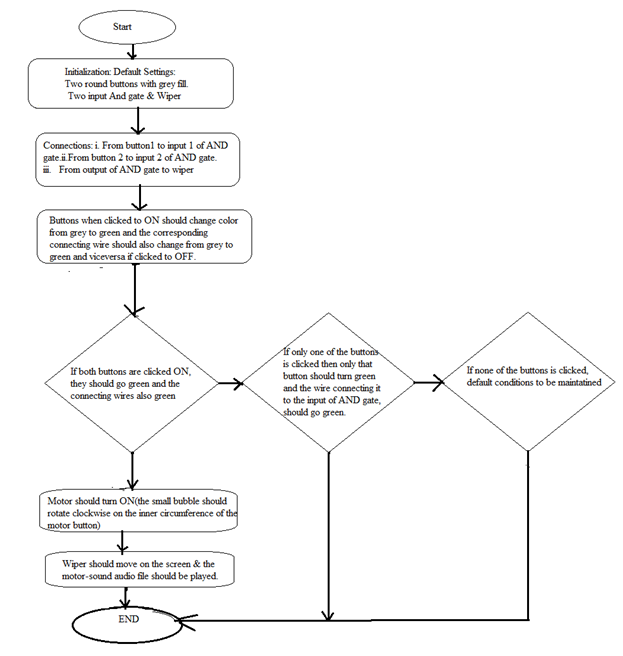 Start
Initialization: Default Settings:
Two round buttons with grey fill.
Two input And gate & Wiper
Connections: i. From button1 to input 1 of AND
gate.ii.From button 2 to input 2 of AND gate.
iii. From output of AND gate to wiper
Buttons when clicked to ON should change color
from grey to green and the corresponding
connecting wire should also change from grey to
green and viceversa if clicked to OFF.
If both buttons are clicked ON,
they should go green and the
connecting wires also green
If only one of the buttons
is clicked then only that
button should turn green
and the wire connecting it
to the input of AND gate,
should go green.
If none of the buttons is clicked,
default conditions to be maintatined
Motor should turn ON(the small bubble should
rotate clockwise on the inner circumference of the
motor button)
Wiper should move on the screen & the
motor-sound audio file should be played.
END